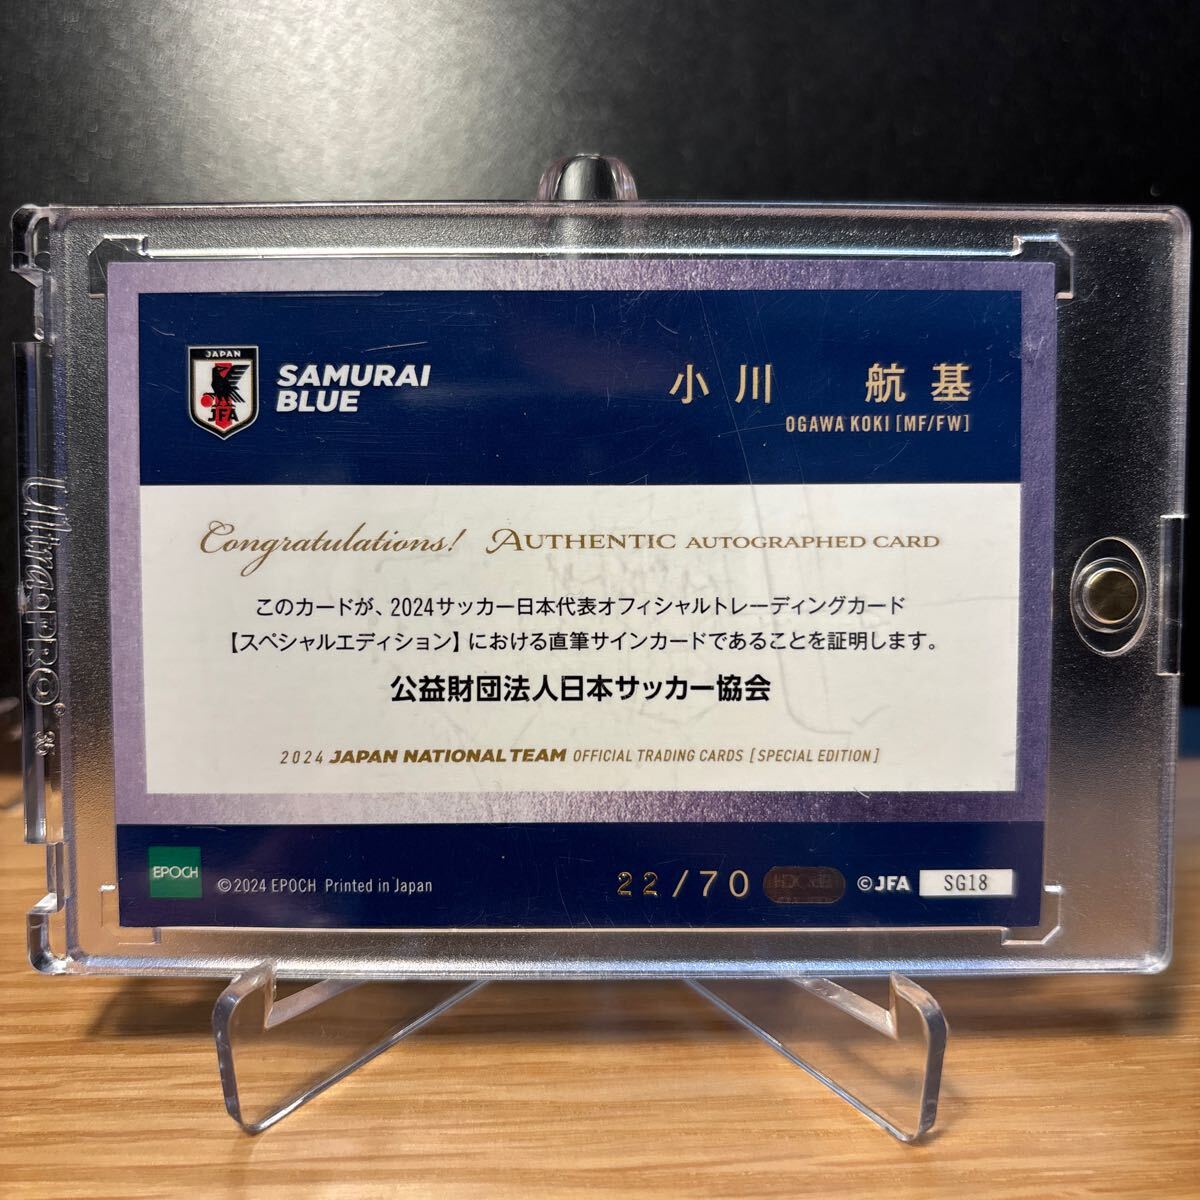 JAPAN
JFA
SAMURAI
BLUE
小川　航基
OGAWA KOKI [MF/FW]
Congratulations! AUTHENTIC AUTOGRAPHED CARD
このカードが、2024サッカー日本代表オフィシャルトレーディングカード
【スペシャルエディション】における直筆サインカードであることを証明します。
公益財団法人日本サッカー協会
2024 JAPAN NATIONAL TEAM OFFICIAL TRADING CARDS [SPECIAL EDITION]
EPOCH
©2024 EPOCH Printed in Japan
22/70
©JFA
SG18
Ultra•PRO® 35